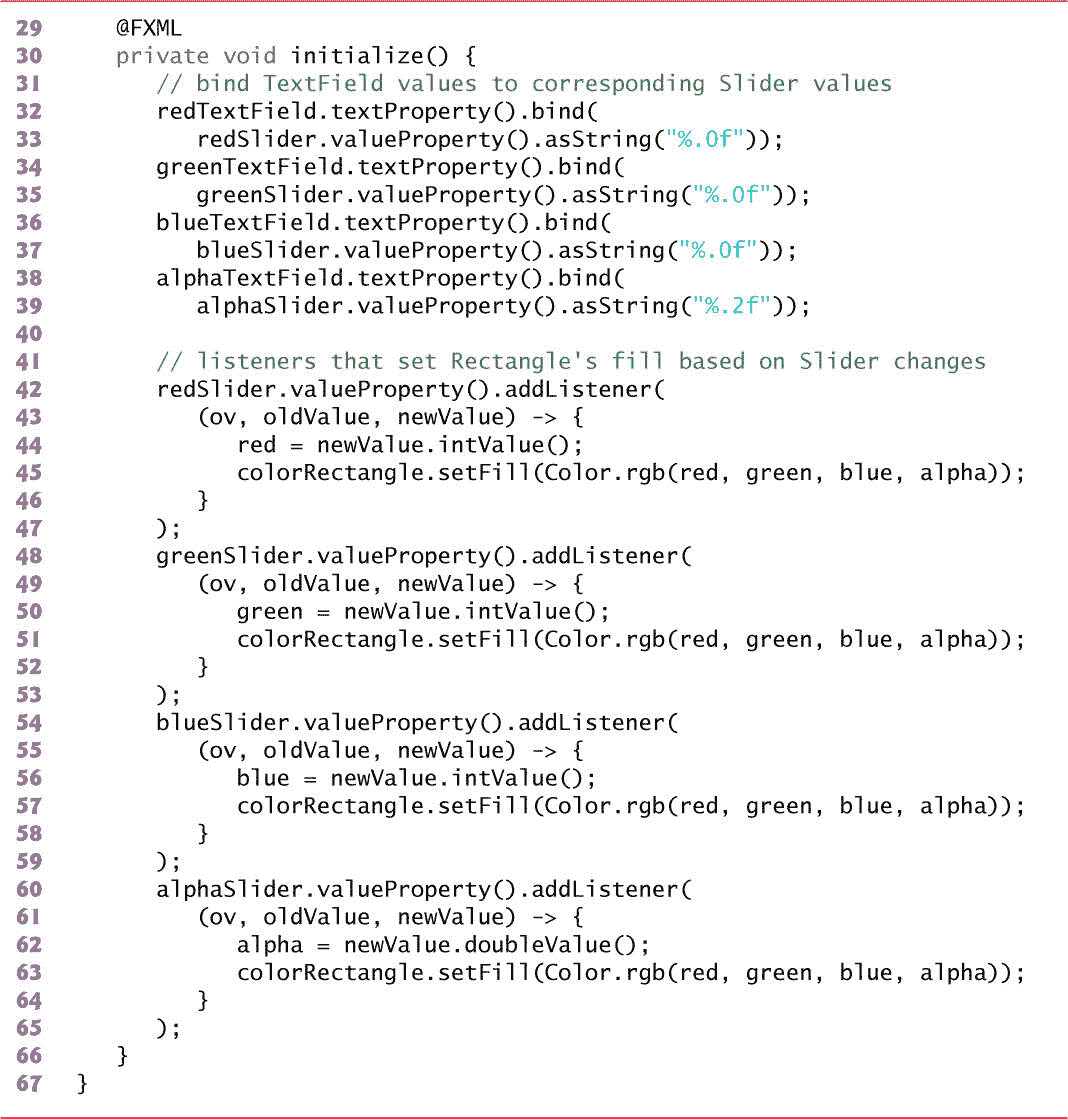 29 @FXML
30 private void initialize() {
31 // bind TextField values to corresponding Slider values
32 redTextField.textProperty().bind(
33 redSlider.valueProperty().asString("%.0f"));
34 greenTextField.textProperty().bind(
35 greenSlider.valueProperty().asString("%.0f"));
36 blueTextField.textProperty().bind(
37 blueSlider.valueProperty().asString("%.0f"));
38 alphaTextField.textProperty().bind(
39 alphaSlider.valueProperty().asString("%.2f"));
40
41 // listeners that set Rectangle's fill based on Slider changes
42 redSlider.valueProperty().addListener(
43 (ov, oldValue, newValue) -> {
44 red = newValue.intValue();
45 colorRectangle.setFill(Color.rgb(red, green, blue, alpha));
46 }
47 );
48 greenSlider.valueProperty().addListener(
49 (ov, oldValue, newValue) -> {
50 green = newValue.intValue();
51 colorRectangle.setFill(Color.rgb(red, green, blue, alpha));
52 }
53 );
54 blueSlider.valueProperty().addListener(
55 (ov, oldValue, newValue) -> {
56 blue = newValue.intValue();
57 colorRectangle.setFill(Color.rgb(red, green, blue, alpha));
58 }
59 );
60 alphaSlider.valueProperty().addListener(
61 (ov, oldValue, newValue) -> {
62 alpha = newValue.doubleValue();
63 colorRectangle.setFill(Color.rgb(red, green, blue, alpha));
64 }
65 );
66 }
67 }